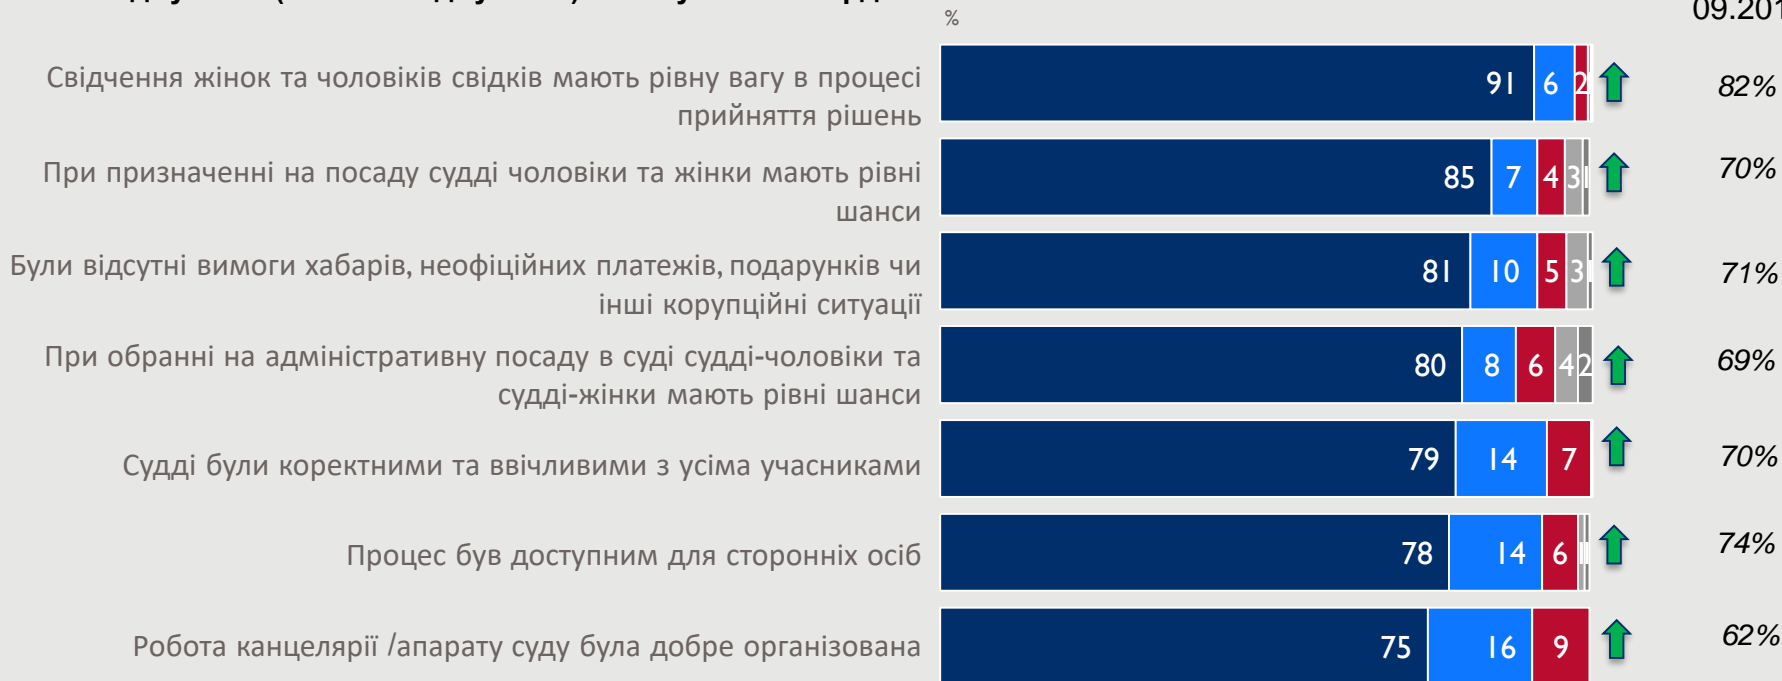 %
Свідчення жінок та чоловіків свідків мають рівну вагу в процесі
прийняття рішень
91 6 2 82%
При призначенні на посаду судді чоловіки та жінки мають рівні
шанси
85 7 4 3 1 70%
Були відсутні вимоги хабарів, неофіційних платежів, подарунків чи
інші корупційні ситуації
81 10 5 3 1 71%
При обранні на адміністративну посаду в суді судді-чоловіки та
судді-жінки мають рівні шанси
80 8 6 4 2 69%
Судді були коректними та ввічливими з усіма учасниками
79 14 7 70%
Процес був доступним для сторонніх осіб
78 14 6 1 1 74%
Робота канцелярії /апарату суду була добре організована
75 16 9 62%